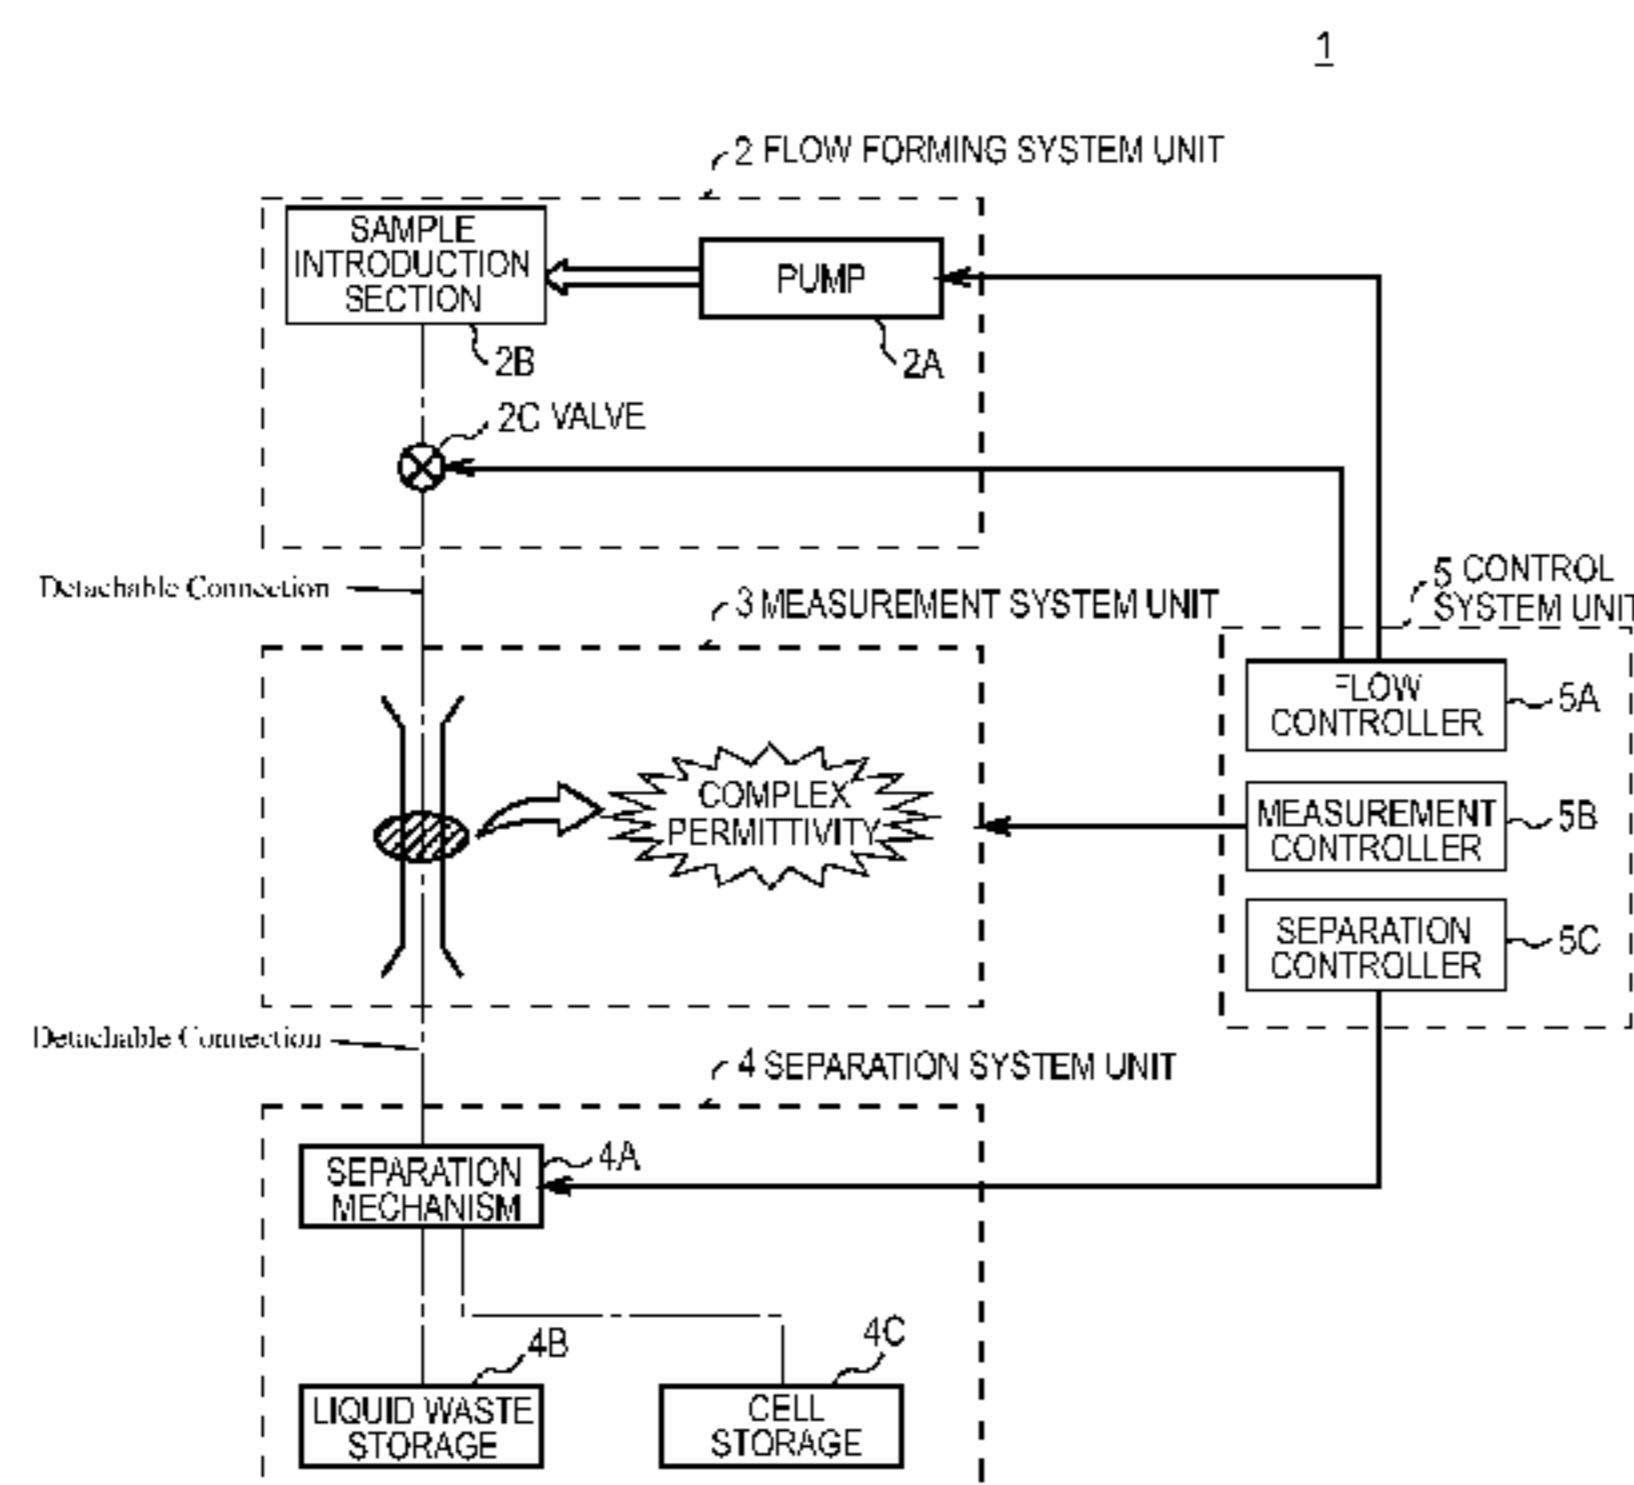 1
2 FLOW FORMING SYSTEM UNIT
SAMPLE
INTRODUCTION
SECTION
PUMP
2B
2A
2C VALVE
Detachable Connection
3 MEASUREMENT SYSTEM UNIT
5 CONTROL
SYSTEM UNIT
FLOW
CONTROLLER
5A
COMPLEX
PERMITTIVITY
MEASUREMENT
CONTROLLER
5B
SEPARATION
CONTROLLER
5C
Detachable Connection
4 SEPARATION SYSTEM UNIT
SEPARATION
MECHANISM
4A
4B
4C
LIQUID WASTE
STORAGE
CELL
STORAGE